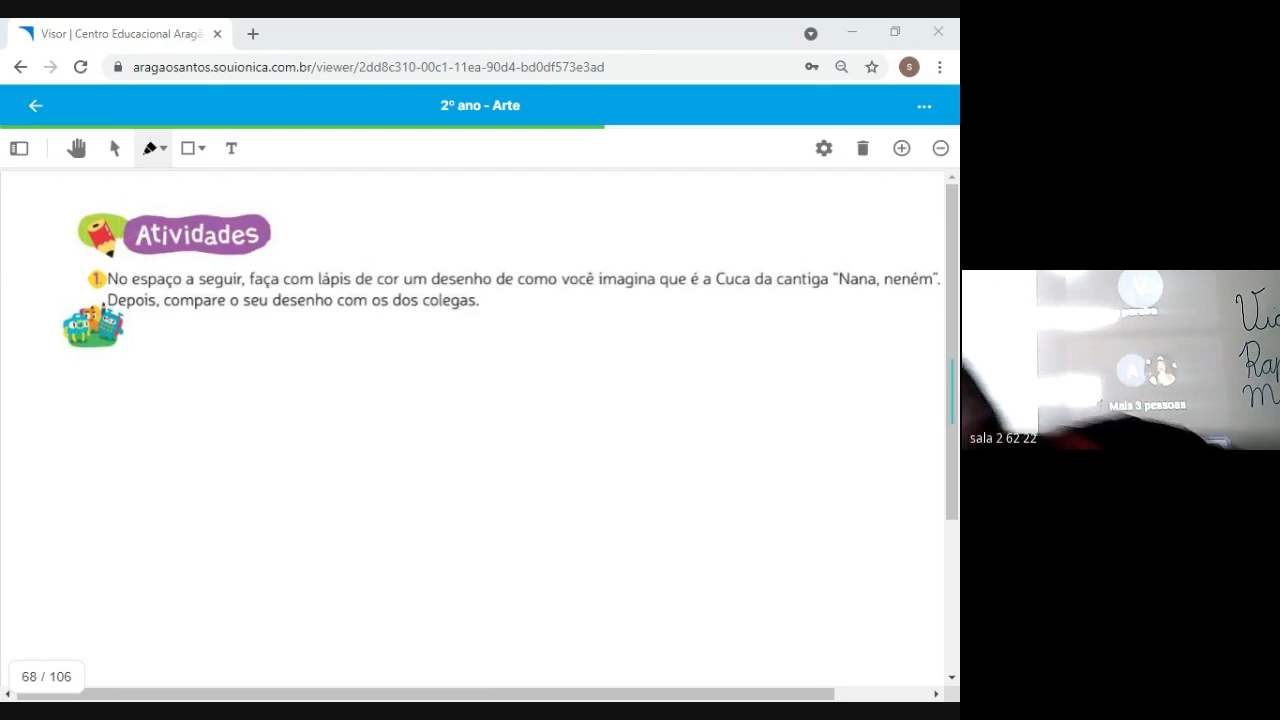 Visor | Centro Educacional Aragã
aragaosantos.souionica.com.br/viewer/2dd8c310-00c1-11ea-90d4-bd0df573e3ad
s
2º ano - Arte
T
Atividades
1. No espaço a seguir, faça com lápis de cor um desenho de como você imagina que é a Cuca da cantiga “Nana, neném”.
Depois, compare o seu desenho com os dos colegas.
68 / 106
V
A
Mais 3 pessoas
sala 2 62 22